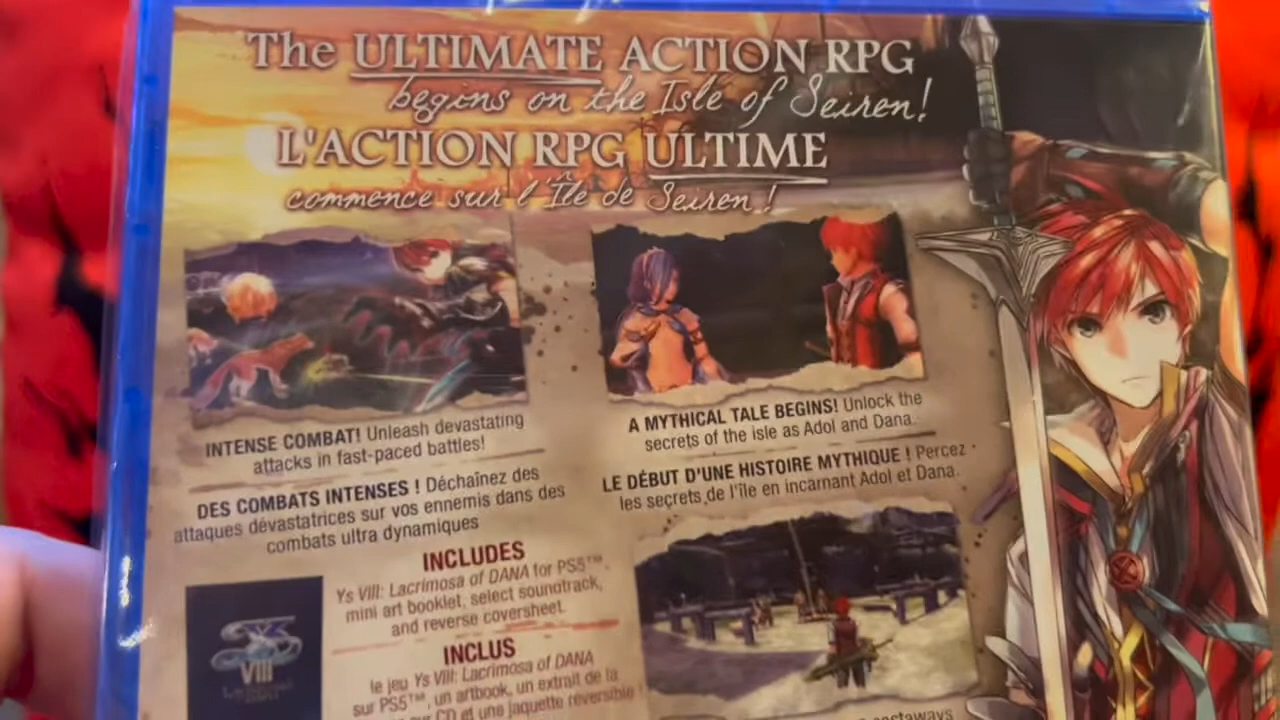 The ULTIMATE ACTION RPG
begins on the Isle of Seiren!
L'ACTION RPG ULTIME
commence sur l'Île de Seiren !
INTENSE COMBAT! Unleash devastating
attacks in fast-paced battles!
DES COMBATS INTENSES ! Déchaînez des
attaques dévastatrices sur vos ennemis dans des
combats ultra dynamiques
A MYTHICAL TALE BEGINS! Unlock the
secrets of the isle as Adol and Dana.
LE DÉBUT D'UNE HISTOIRE MYTHIQUE ! Percez
les secrets de l'île en incarnant Adol et Dana.
INCLUDES
Ys VIII: Lacrimosa of DANA for PS5™,
mini art booklet, select soundtrack,
and reverse coversheet.
INCLUS
le jeu Ys VIII: Lacrimosa of DANA
sur PS5™, un artbook, un extrait de la
sur CD et une jaquette réversible
YS
VIII
castaways